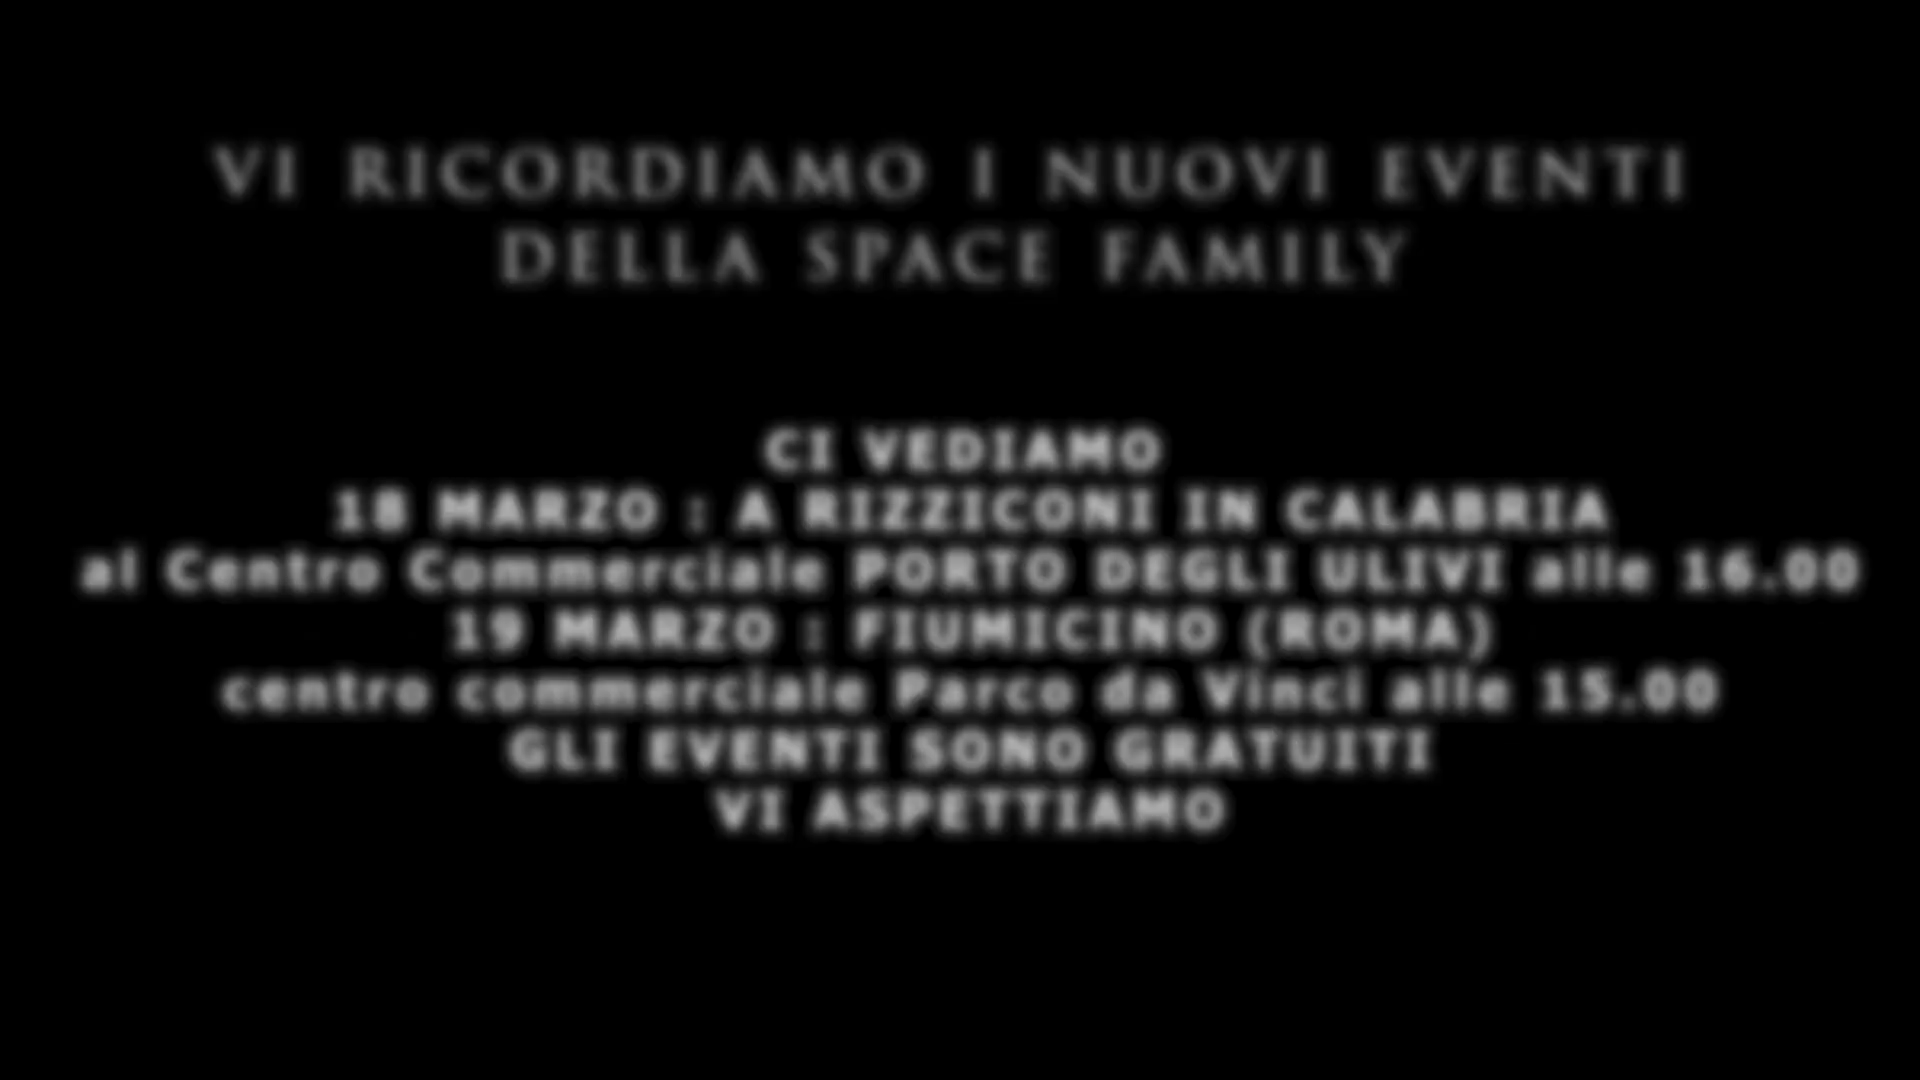 VI RICORDIAMO I NUOVI EVENTI
DELLA SPACE FAMILY
CI VEDIAMO
18 MARZO : A RIZZICONI IN CALABRIA
al Centro Commerciale PORTO DEGLI ULIVI alle 16.00
19 MARZO : FIUMICINO (ROMA)
centro commerciale Parco da Vinci alle 15.00
GLI EVENTI SONO GRATUITI
VI ASPETTIAMO